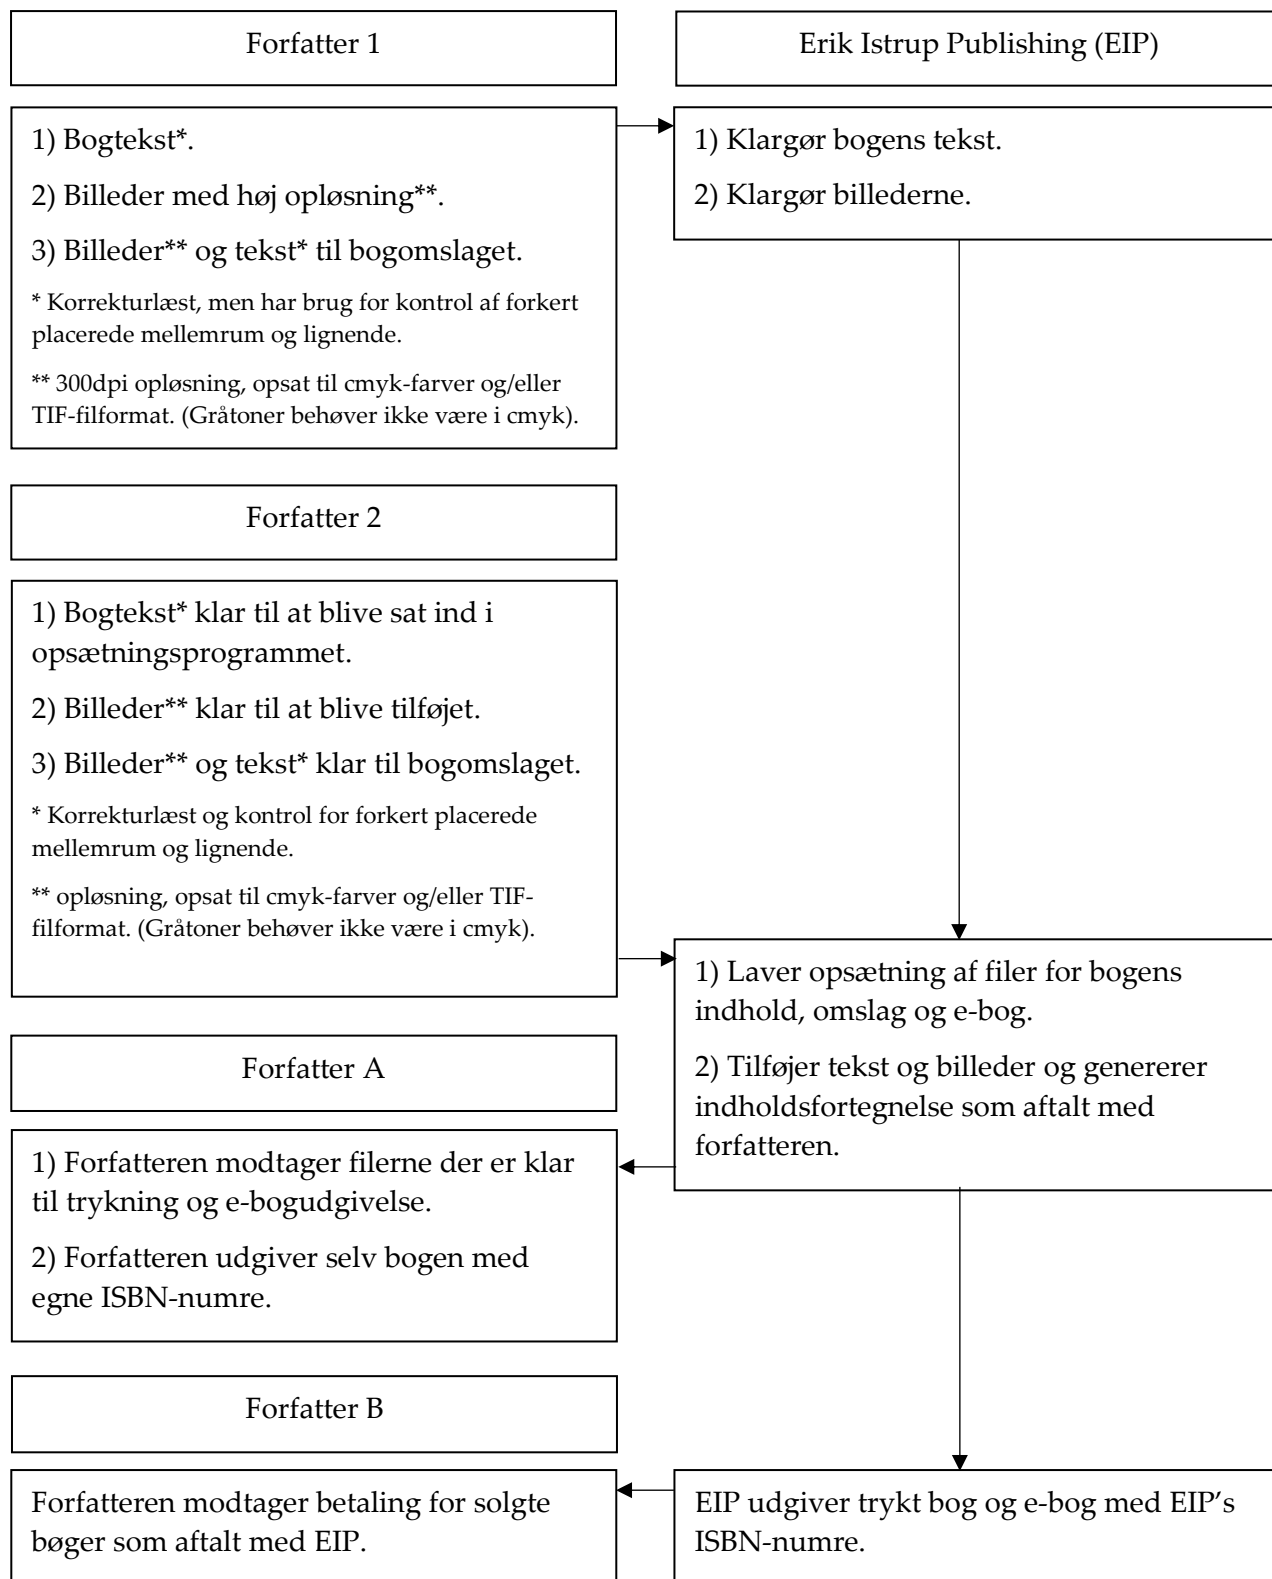 Forfatter 1
Erik Istrup Publishing (EIP)
1) Bogtekst*.
2) Billeder med høj opløsning**.
3) Billeder** og tekst* til bogomslaget.
* Korrekturlæst, men har brug for kontrol af forkert
placerede mellemrum og lignende.
** 300dpi opløsning, opsat til cmyk-farver og/eller
TIF-filformat. (Gråtoner behøver ikke være i cmyk).
1) Klargør bogens tekst.
2) Klargør billederne.
Forfatter 2
1) Bogtekst* klar til at blive sat ind i
opsætningsprogrammet.
2) Billeder** klar til at blive tilføjet.
3) Billeder** og tekst* klar til bogomslaget.
* Korrekturlæst og kontrol for forkert placerede
mellemrum og lignende.
** opløsning, opsat til cmyk-farver og/eller TIF-
filformat. (Gråtoner behøver ikke være i cmyk).
1) Laver opsætning af filer for bogens
indhold, omslag og e-bog.
2) Tilføjer tekst og billeder og genererer
indholdsfortegnelse som aftalt med
forfatteren.
Forfatter A
1) Forfatteren modtager filerne der er klar
til trykning og e-bogudgivelse.
2) Forfatteren udgiver selv bogen med
egne ISBN-numre.
Forfatter B
Forfatteren modtager betaling for solgte
bøger som aftalt med EIP.
EIP udgiver trykt bog og e-bog med EIP’s
ISBN-numre.